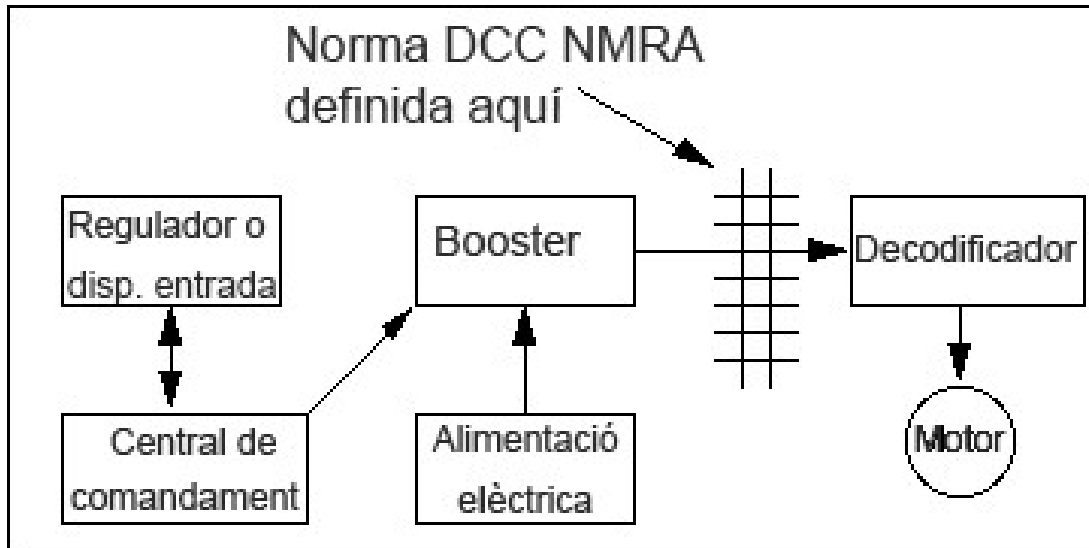 Norma DCC NMRA
definida aquí
Regulador o
disp. entrada
Booster
Decodificador
Central de
comandament
Alimentació
elèctrica
Motor